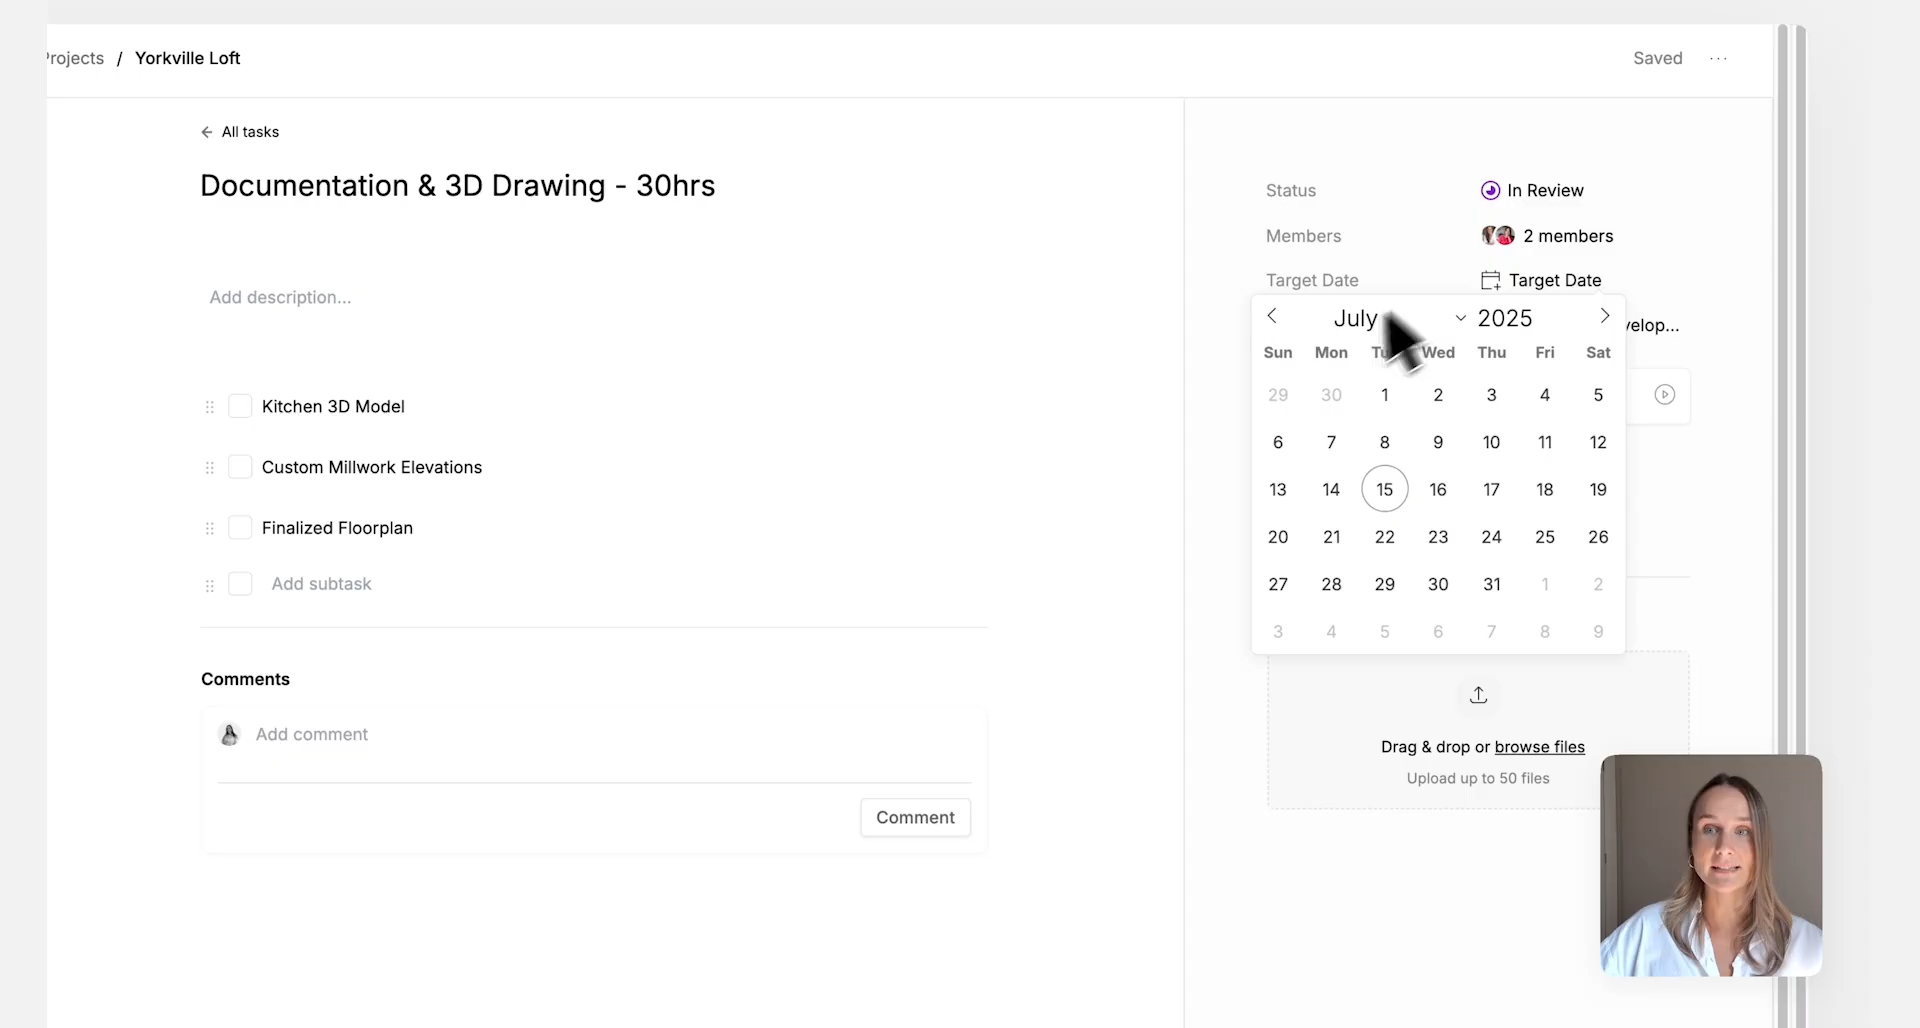 Projects / Yorkville Loft
Saved ...
All tasks
Documentation & 3D Drawing - 30hrs
Add description...
Kitchen 3D Model
Custom Millwork Elevations
Finalized Floorplan
Add subtask
Comments
Add comment
Comment
Status In Review
Members 2 members
Target Date Target Date
July 2025
Sun Mon Wed Thu Fri Sat
29 30 1 2 3 4 5
6 7 8 9 10 11 12
13 14 15 16 17 18 19
20 21 22 23 24 25 26
27 28 29 30 31 1 2
3 4 5 6 7 8 9
Drag & drop or browse files
Upload up to 50 files